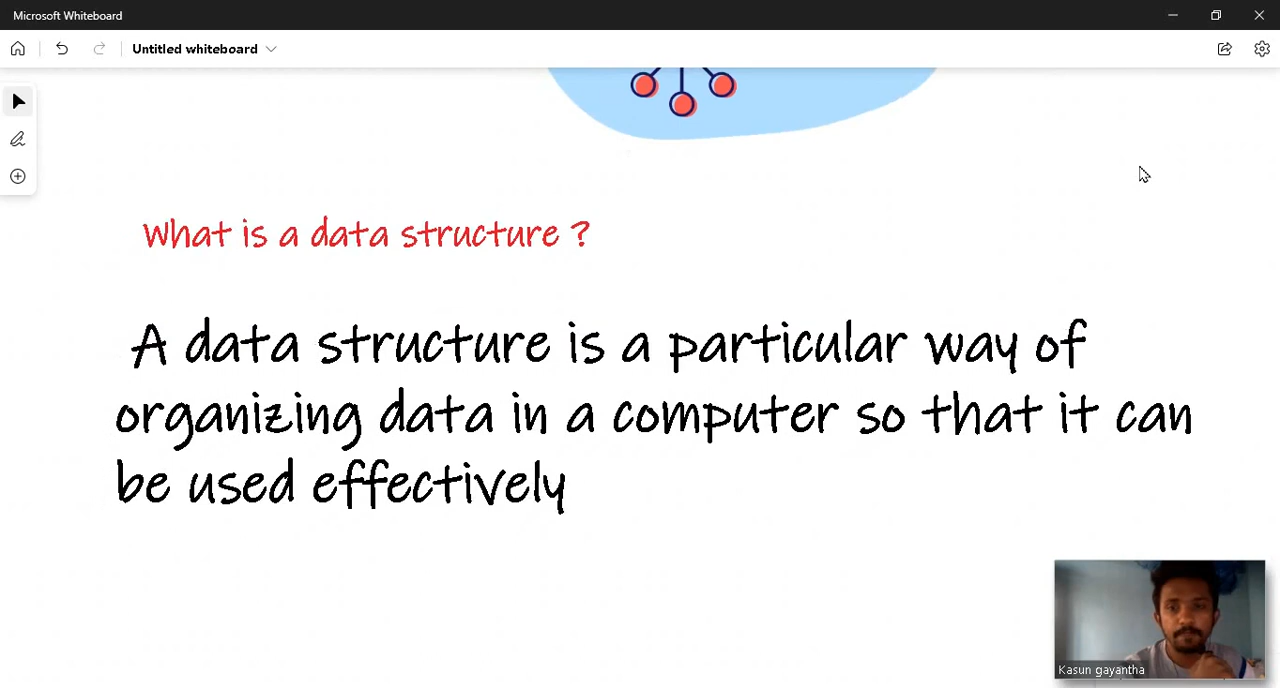 Microsoft Whiteboard
Untitled whiteboard
What is a data structure ?
A data structure is a particular way of
organizing data in a computer so that it can
be used effectively
Kasun gayantha